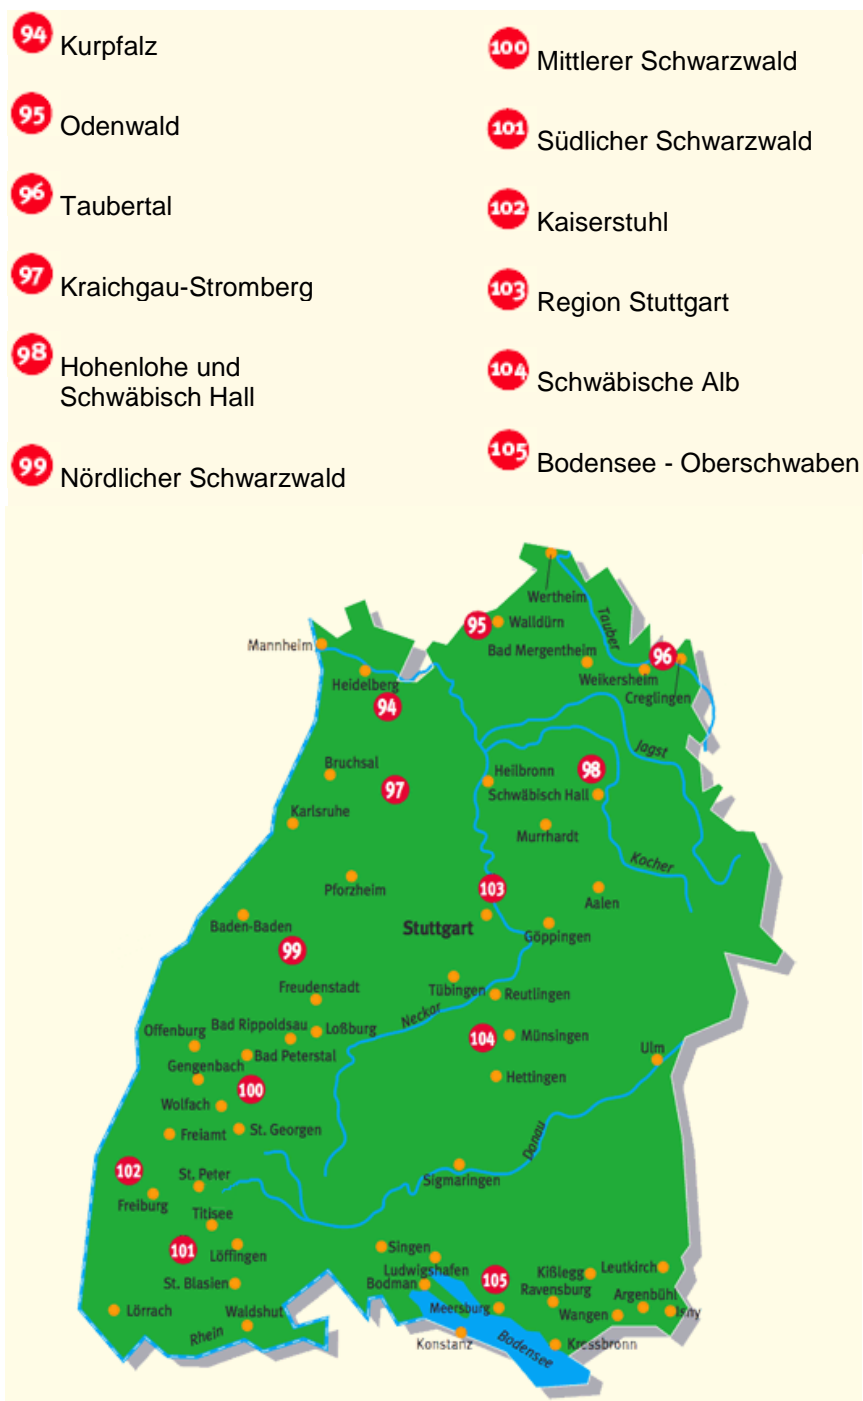 94 Kurpfalz
95 Odenwald
96 Taubertal
97 Kraichgau-Stromberg
98 Hohenlohe und
Schwäbisch Hall
99 Nördlicher Schwarzwald
100 Mittlerer Schwarzwald
101 Südlicher Schwarzwald
102 Kaiserstuhl
103 Region Stuttgart
104 Schwäbische Alb
105 Bodensee - Oberschwaben
Wertheim
95 Walldürn
Tauber
Mannheim
Bad Mergentheim
96
Weikersheim
Heidelberg
Creglingen
94
Jagst
Bruchsal
Heilbronn
98
97
Schwäbisch Hall
Karlsruhe
Murrhardt
Kocher
Pforzheim
103
Aalen
Baden-Baden
Stuttgart
Göppingen
99
Freudenstadt
Tübingen
Reutlingen
Neckar
Offenburg
Bad Rippoldsau
Loßburg
104
Münsingen
Ulm
Gengenbach
Bad Peterstal
Hettingen
100
Wolfach
Freiamt
St. Georgen
Danau
102
St. Peter
Sigmaringen
Freiburg
Titisee
101
Löffingen
Singen
Ludwigshafen
105
Kißlegg
Leutkirch
St. Blasien
Bodman
Ravensburg
Argenbühl
Lörrach
Waldshut
Meersburg
Wangen
Isny
Rhein
Konstanz
Bodensee
Kressbronn